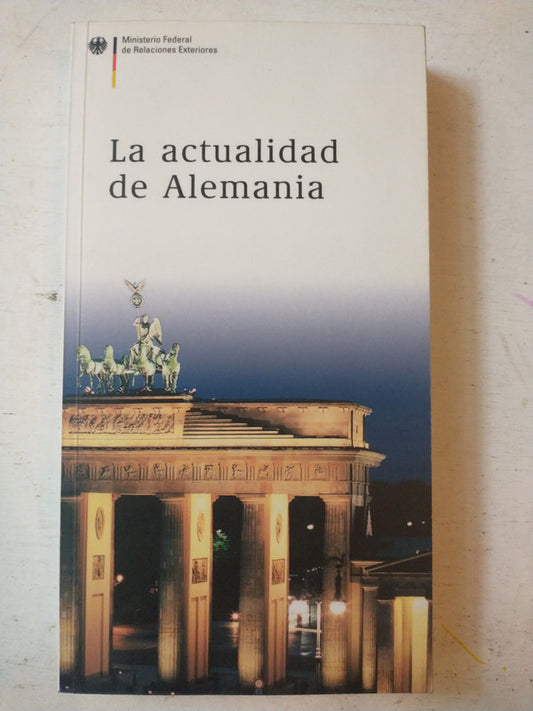 Ministerio Federal
de Relaciones Exteriores
La actualidad
de Alemania